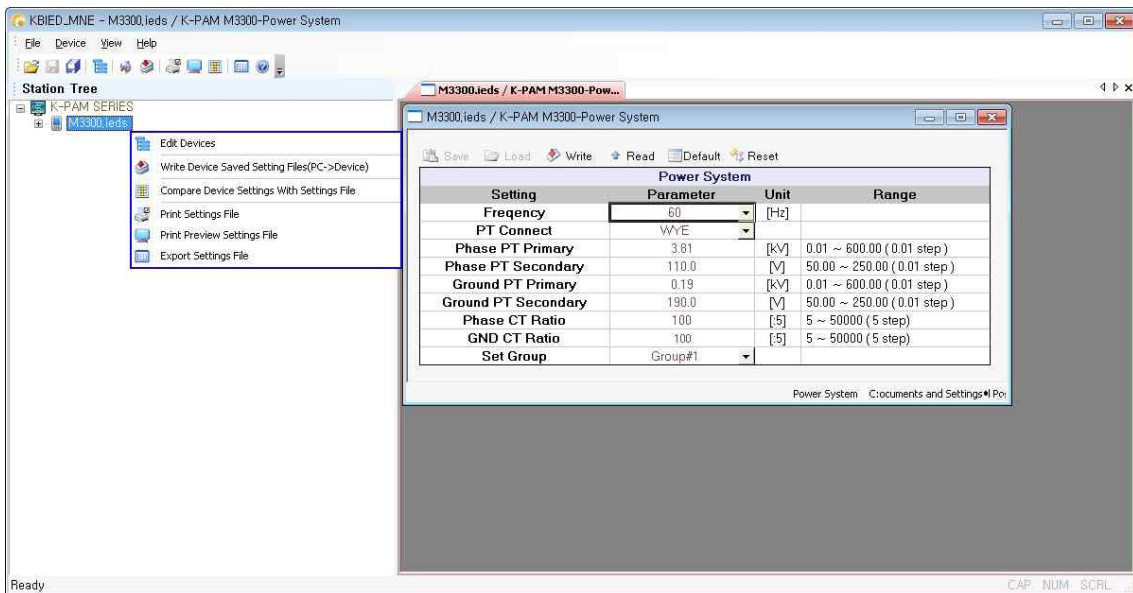 KBIED_MNE - M3300,ieds / K-PAM M3300-Power System
File Device View Help
Station Tree
K-PAM SERIES
M3300,ieds
Edit Devices
Write Device Saved Setting Files(PC->Device)
Compare Device Settings With Settings File
Print Settings File
Print Preview Settings File
Export Settings File
M3300.ieds / K-PAM M3300-Pow...
M3300,ieds / K-PAM M3300-Power System
Save Load Write Read Default Reset
Power System
Setting Parameter Unit Range
Freqency 60 [Hz]
PT Connect WYE
Phase PT Primary 3.81 [kV] 0.01 ~ 600.00 ( 0.01 step )
Phase PT Secondary 110.0 [V] 50.00 ~ 250.00 ( 0.01 step )
Ground PT Primary 0.19 [kV] 0.01 ~ 600.00 ( 0.01 step )
Ground PT Secondary 190.0 [V] 50.00 ~ 250.00 ( 0.01 step )
Phase CT Ratio 100 [:5] 5 ~ 50000 ( 5 step)
GND CT Ratio 100 [:5] 5 ~ 50000 ( 5 step)
Set Group Group#1
Power System C:ocuments and Settings
Ready CAP NUM SCRL